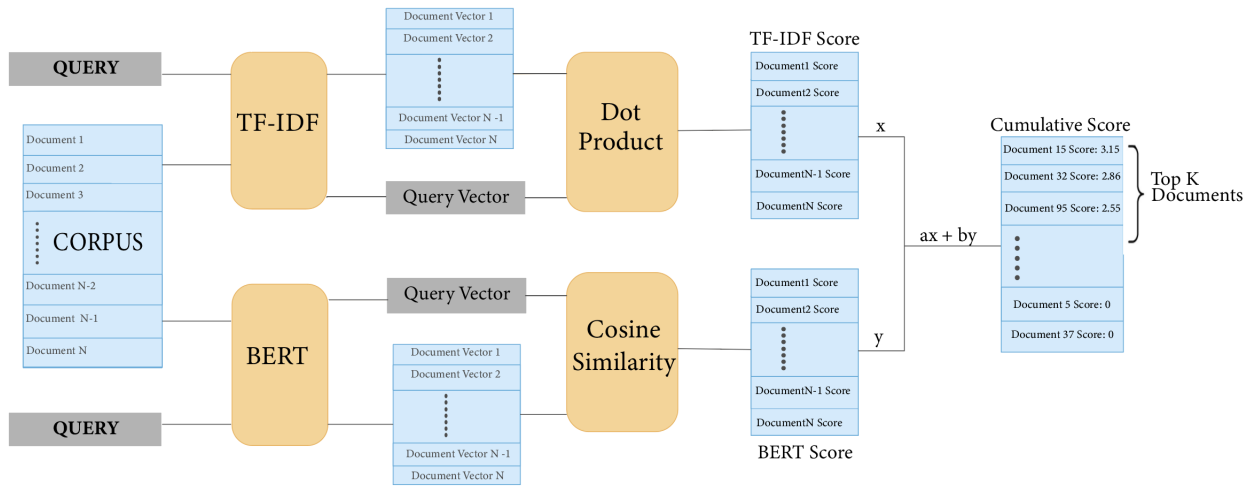 QUERY
Document 1
Document 2
Document 3
CORPUS
Document N-2
Document N-1
Document N
QUERY
TF-IDF
BERT
Document Vector 1
Document Vector 2
Document Vector N -1
Document Vector N
Query Vector
Query Vector
Document Vector 1
Document Vector 2
Document Vector N -1
Document Vector N
Dot
Product
Cosine
Similarity
TF-IDF Score
Document1 Score
Document2 Score
DocumentN-1 Score
DocumentN Score
Document1 Score
Document2 Score
DocumentN-1 Score
DocumentN Score
BERT Score
x
y
ax + by
Cumulative Score
Document 15 Score: 3.15
Document 32 Score: 2.86
Document 95 Score: 2.55
Document 5 Score: 0
Document 37 Score: 0
Top K
Documents